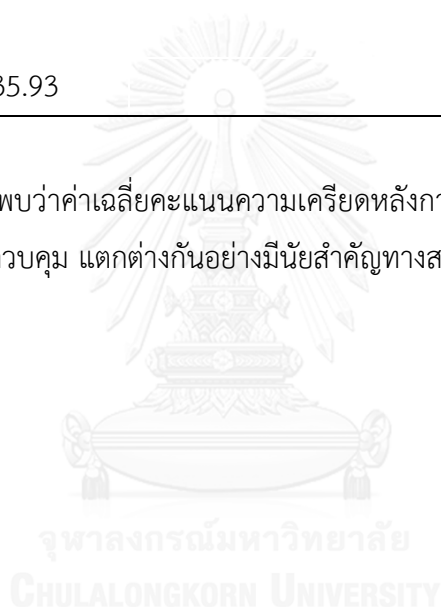 35.93
พบว่าค่าเฉลี่ยคะแนนความเครียดหลังกา
วบคุม แตกต่างกันอย่างมีนัยสำคัญทางส
จุฬาลงกรณ์มหาวิทยาลัย
CHULALONGKORN UNIVERSITY